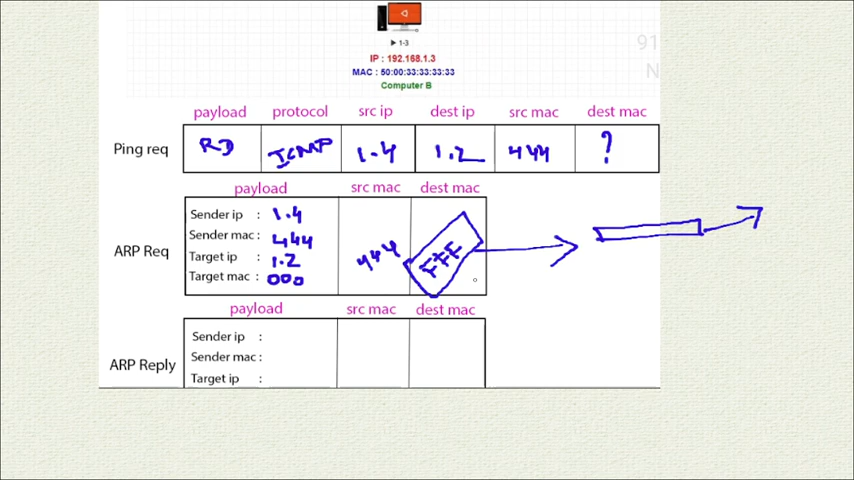 91
▶ 1-3
IP : 192.168.1.3
N
MAC : 50:00:33:33:33:33
Computer B
payload protocol src ip dest ip src mac dest mac
Ping req RD ICMP 1.4 1.2 444 ?
payload src mac dest mac
Sender ip : 1.4
Sender mac : 444
ARP Req 444 FFF
Target ip : 1.2
Target mac : 000
payload src mac dest mac
Sender ip :
Sender mac :
ARP Reply
Target ip :